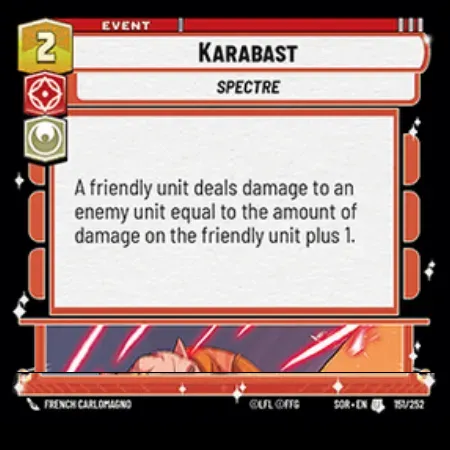 EVENT
2
KARABAST
SPECTRE
A friendly unit deals damage to an
enemy unit equal to the amount of
damage on the friendly unit plus 1.
FRENCH CARLOMAGNO
©LFL ©FFG
SOR • EN
151/252